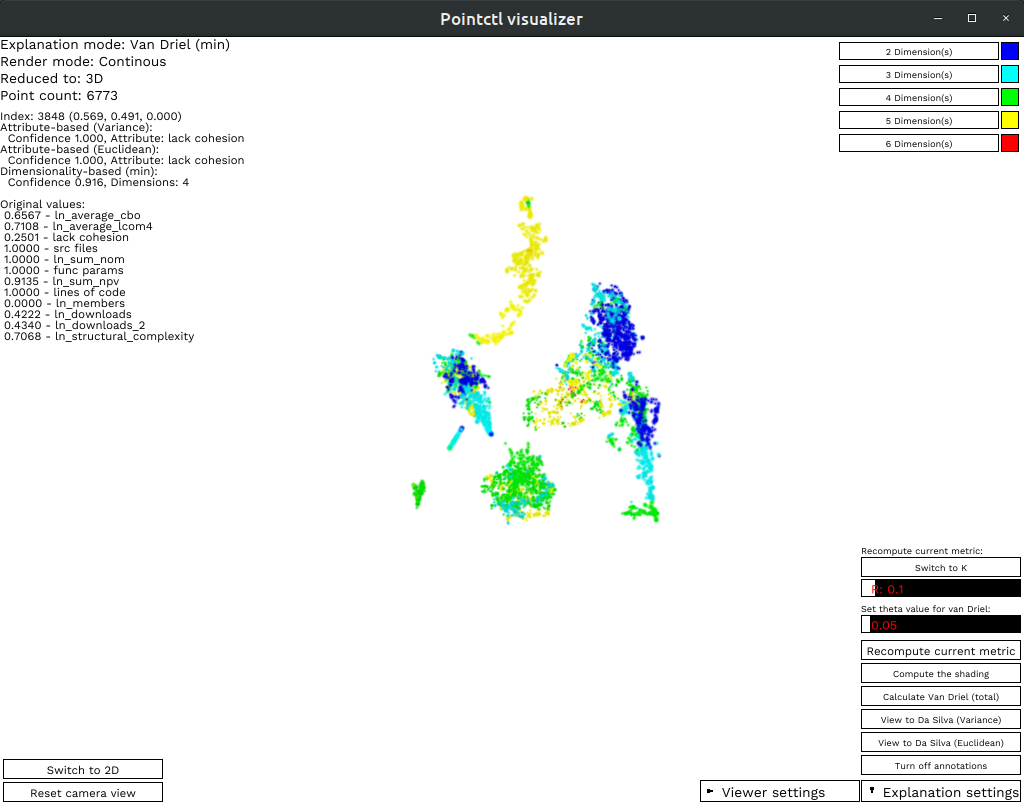 Pointctl visualizer
Explanation mode: Van Driel (min)
Render mode: Continous
Reduced to: 3D
Point count: 6773
Index: 3848 (0.569, 0.491, 0.000)
Attribute-based (Variance):
Confidence 1.000, Attribute: lack cohesion
Attribute-based (Euclidean):
Confidence 1.000, Attribute: lack cohesion
Dimensionality-based (min):
Confidence 0.916, Dimensions: 4
Original values:
0.6567 - ln_average_cbo
0.7108 - ln_average_lcom4
0.2501 - lack cohesion
1.0000 - src files
1.0000 - ln_sum_nom
1.0000 - func params
0.9135 - ln_sum_npv
1.0000 - lines of code
0.0000 - ln_members
0.4222 - ln_downloads
0.4340 - ln_downloads_2
0.7068 - ln_structural_complexity
2 Dimension(s)
3 Dimension(s)
4 Dimension(s)
5 Dimension(s)
6 Dimension(s)
Recompute current metric:
Switch to K
R: 0.1
Set theta value for van Driel:
0.05
Recompute current metric
Compute the shading
Calculate Van Driel (total)
View to Da Silva (Variance)
View to Da Silva (Euclidean)
Turn off annotations
Switch to 2D
Reset camera view
Viewer settings
Explanation settings